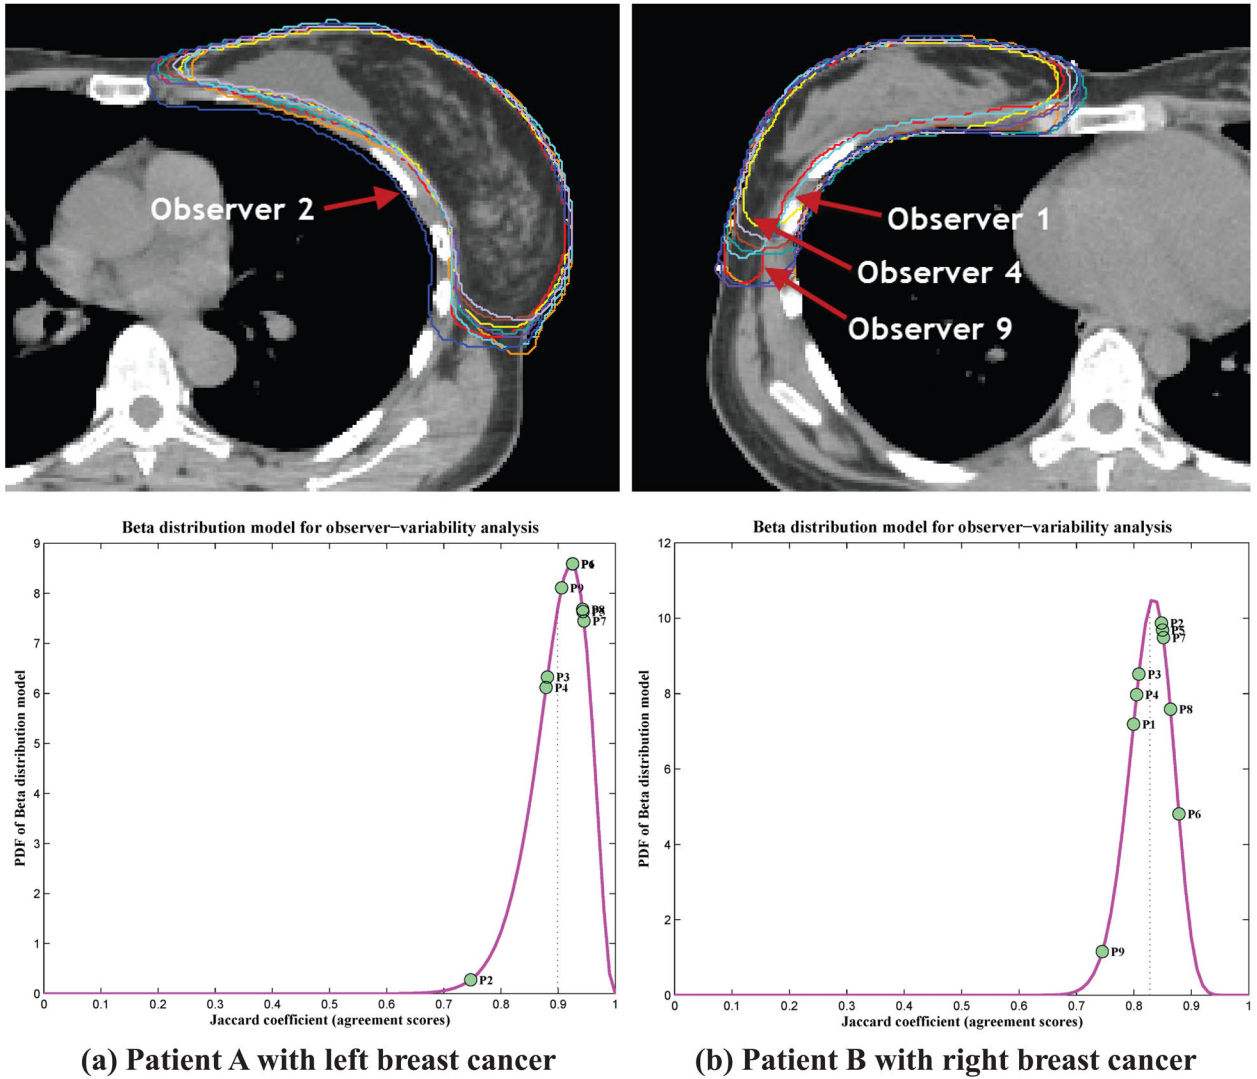 Observer 2
Observer 1
Observer 4
Observer 9
Beta distribution model for observer−variability analysis
PDF of Beta distribution model
9
8
7
6
5
4
3
2
1
0
P9
P7
P3
P4
P2
0 0.1 0.2 0.3 0.4 0.5 0.6 0.7 0.8 0.9 1
Jaccard coefficient (agreement scores)
(a) Patient A with left breast cancer
Beta distribution model for observer−variability analysis
PDF of Beta distribution model
12
10
8
6
4
2
0
P2
P5
P7
P3
P4
P8
P1
P6
P9
0 0.1 0.2 0.3 0.4 0.5 0.6 0.7 0.8 0.9 1
Jaccard coefficient (agreement scores)
(b) Patient B with right breast cancer